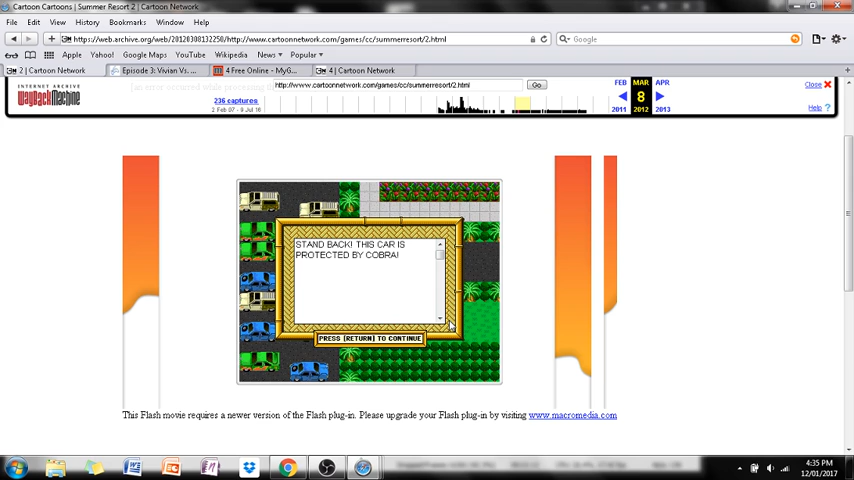 Cartoon Cartoons | Summer Resort 2 | Cartoon Network
File Edit View History Bookmarks Window Help
https://web.archive.org/web/20120308132250/http://www.cartoonnetwork.com/games/cc/summerresort/2.html
Google
Apple Yahoo! Google Maps YouTube Wikipedia News Popular
2 | Cartoon Network
Episode 3: Vivian Vs. ...
4 Free Online - MyG...
4 | Cartoon Network
INTERNET ARCHIVE
WayBackMachine
http://www.cartoonnetwork.com/games/cc/summerresort/2.html
Go
236 captures
2 Feb 07 - 9 Jul 16
FEB MAR APR
8
2011 2012 2013
Close
Help ?
STAND BACK! THIS CAR IS
PROTECTED BY COBRA!
PRESS [RETURN] TO CONTINUE
This Flash movie requires a newer version of the Flash plug-in. Please upgrade your Flash plug-in by visiting www.macromedia.com
4:35 PM
12/01/2017